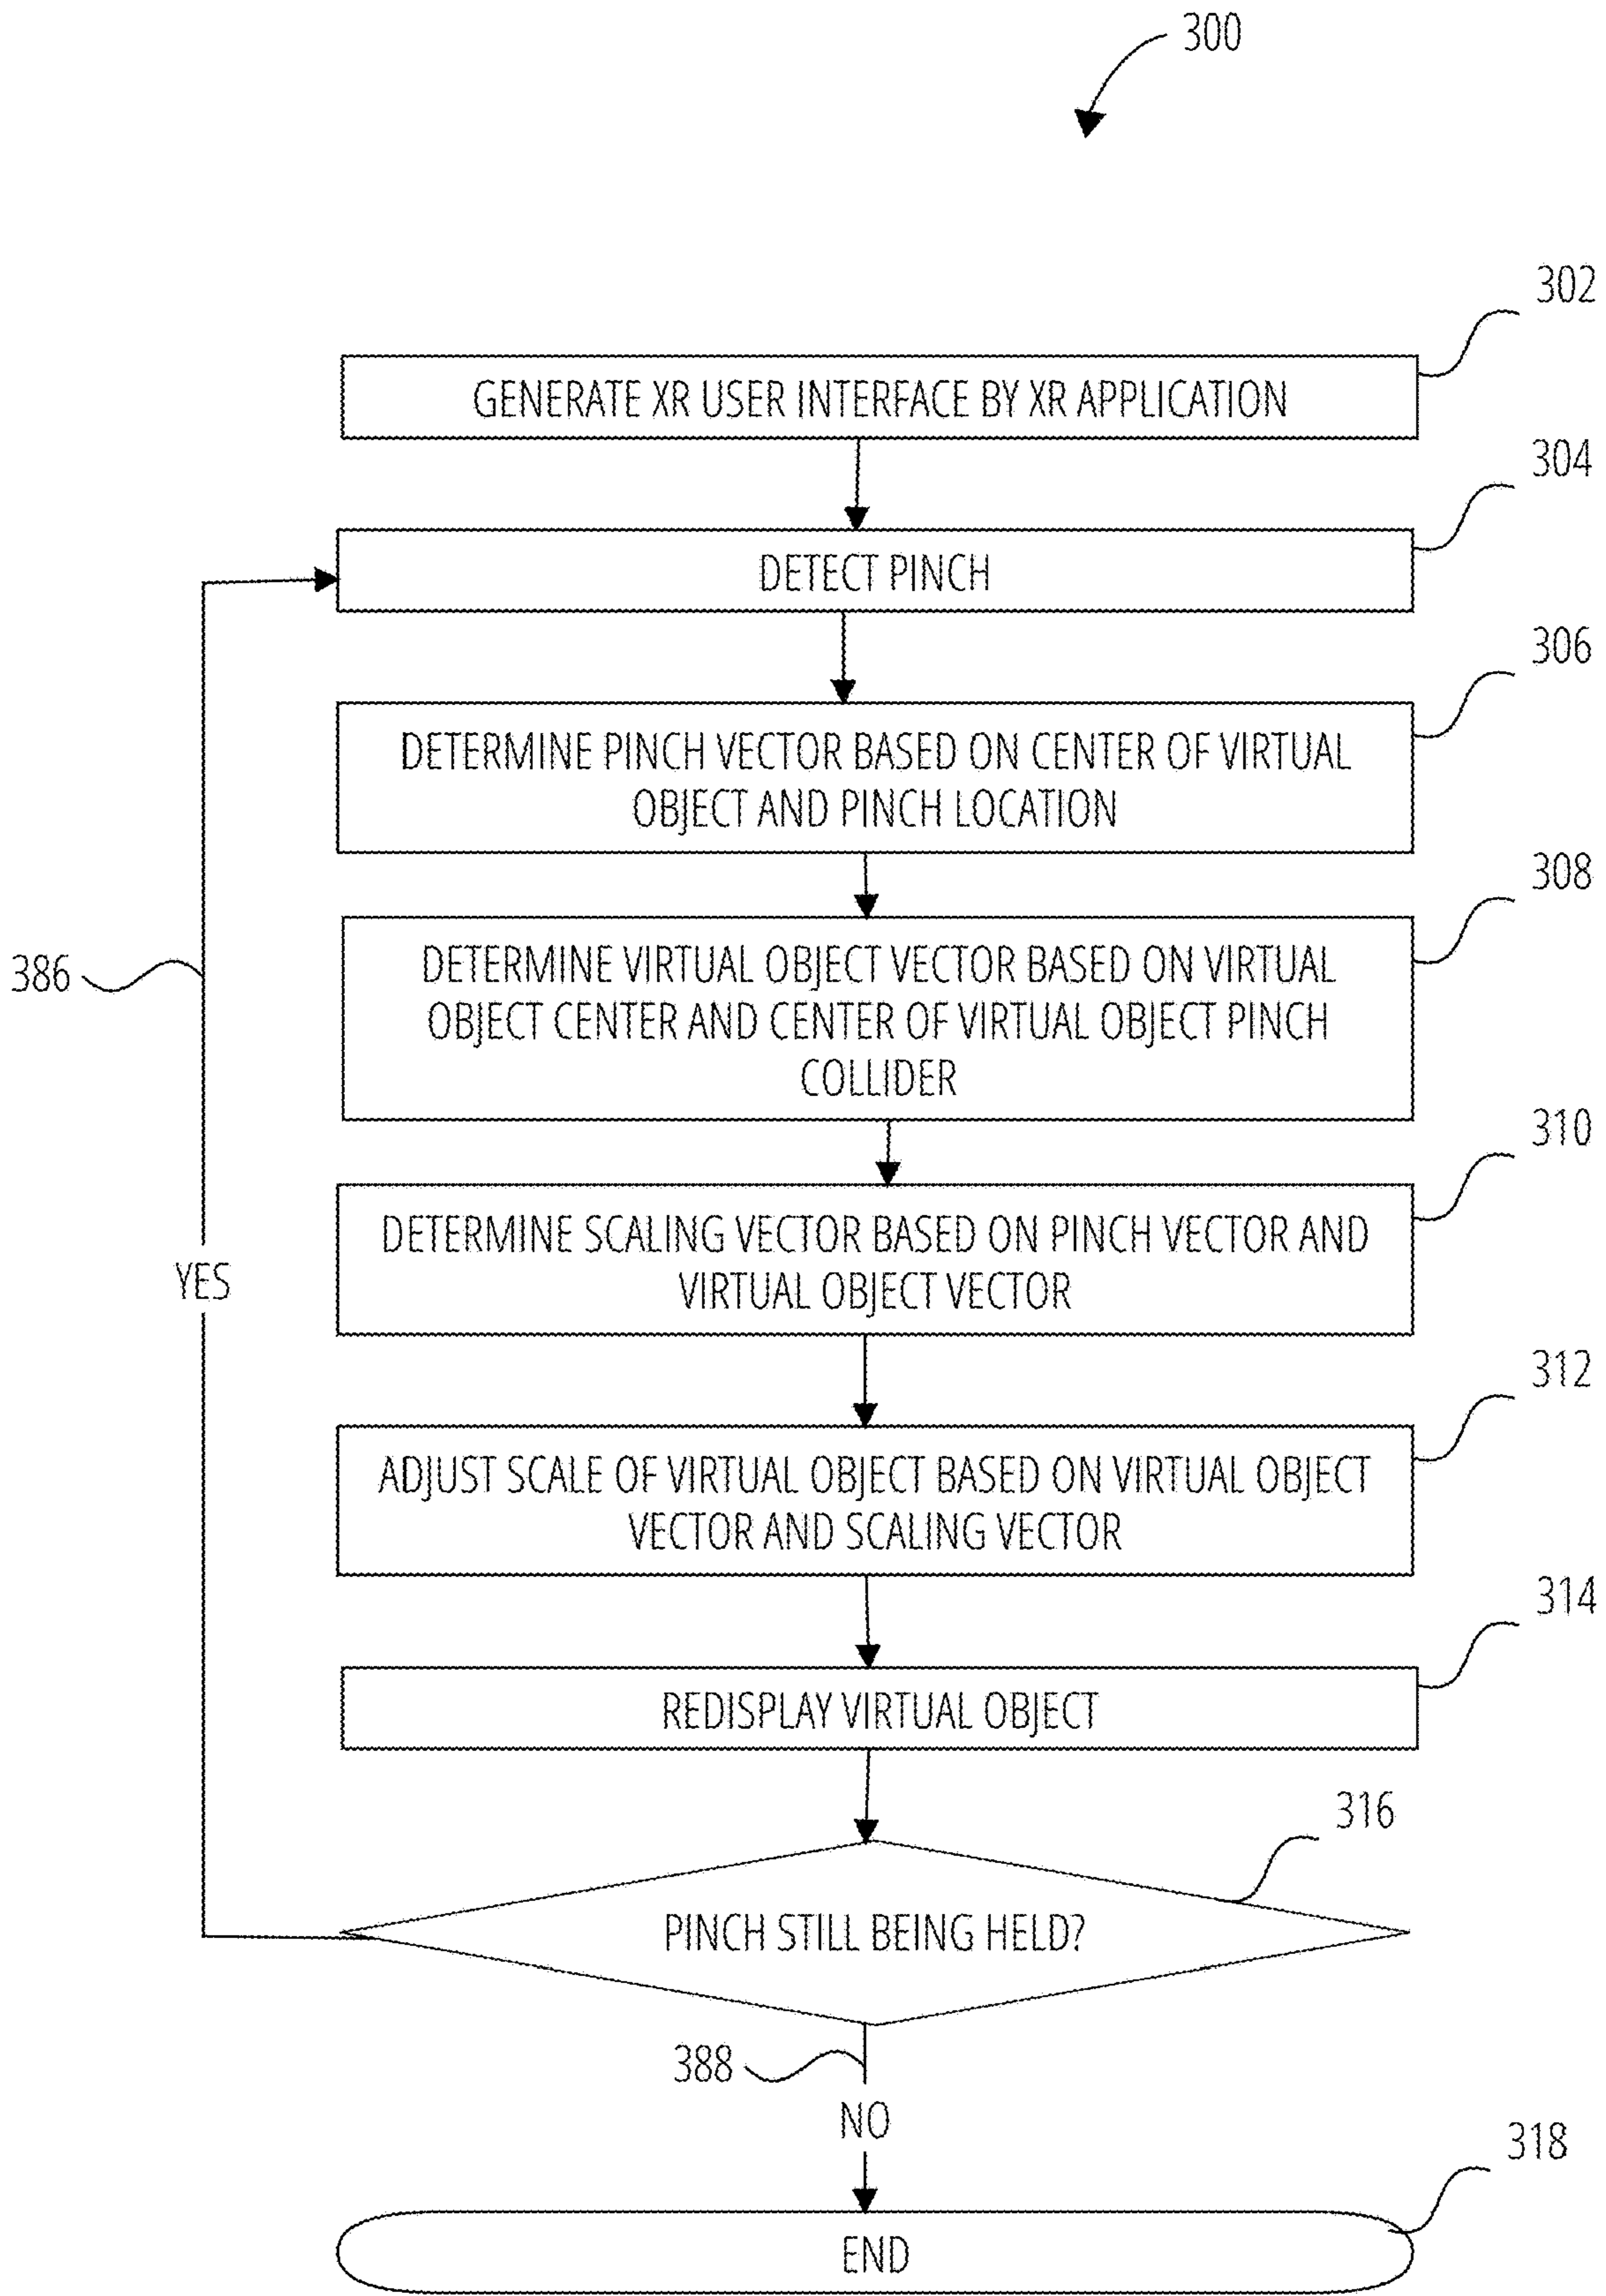 300
302
GENERATE XR USER INTERFACE BY XR APPLICATION
304
DETECT PINCH
306
DETERMINE PINCH VECTOR BASED ON CENTER OF VIRTUAL
OBJECT AND PINCH LOCATION
308
DETERMINE VIRTUAL OBJECT VECTOR BASED ON VIRTUAL
OBJECT CENTER AND CENTER OF VIRTUAL OBJECT PINCH
COLLIDER
386
310
DETERMINE SCALING VECTOR BASED ON PINCH VECTOR AND
VIRTUAL OBJECT VECTOR
YES
312
ADJUST SCALE OF VIRTUAL OBJECT BASED ON VIRTUAL OBJECT
VECTOR AND SCALING VECTOR
314
REDISPLAY VIRTUAL OBJECT
316
PINCH STILL BEING HELD?
388
NO
318
END